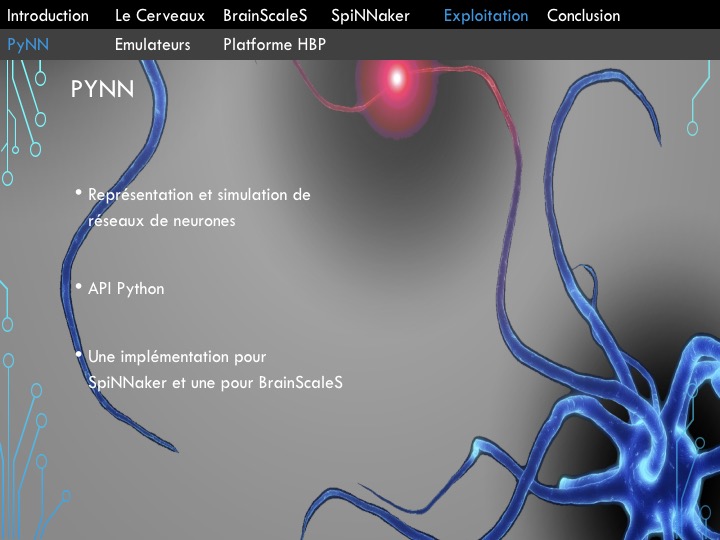 Introduction Le Cerveaux BrainScaleS SpiNNaker Exploitation Conclusion
PyNN Emulateurs Platforme HBP
PYNN
• Représentation et simulation de
réseaux de neurones
• API Python
• Une implémentation pour
SpiNNaker et une pour BrainScaleS